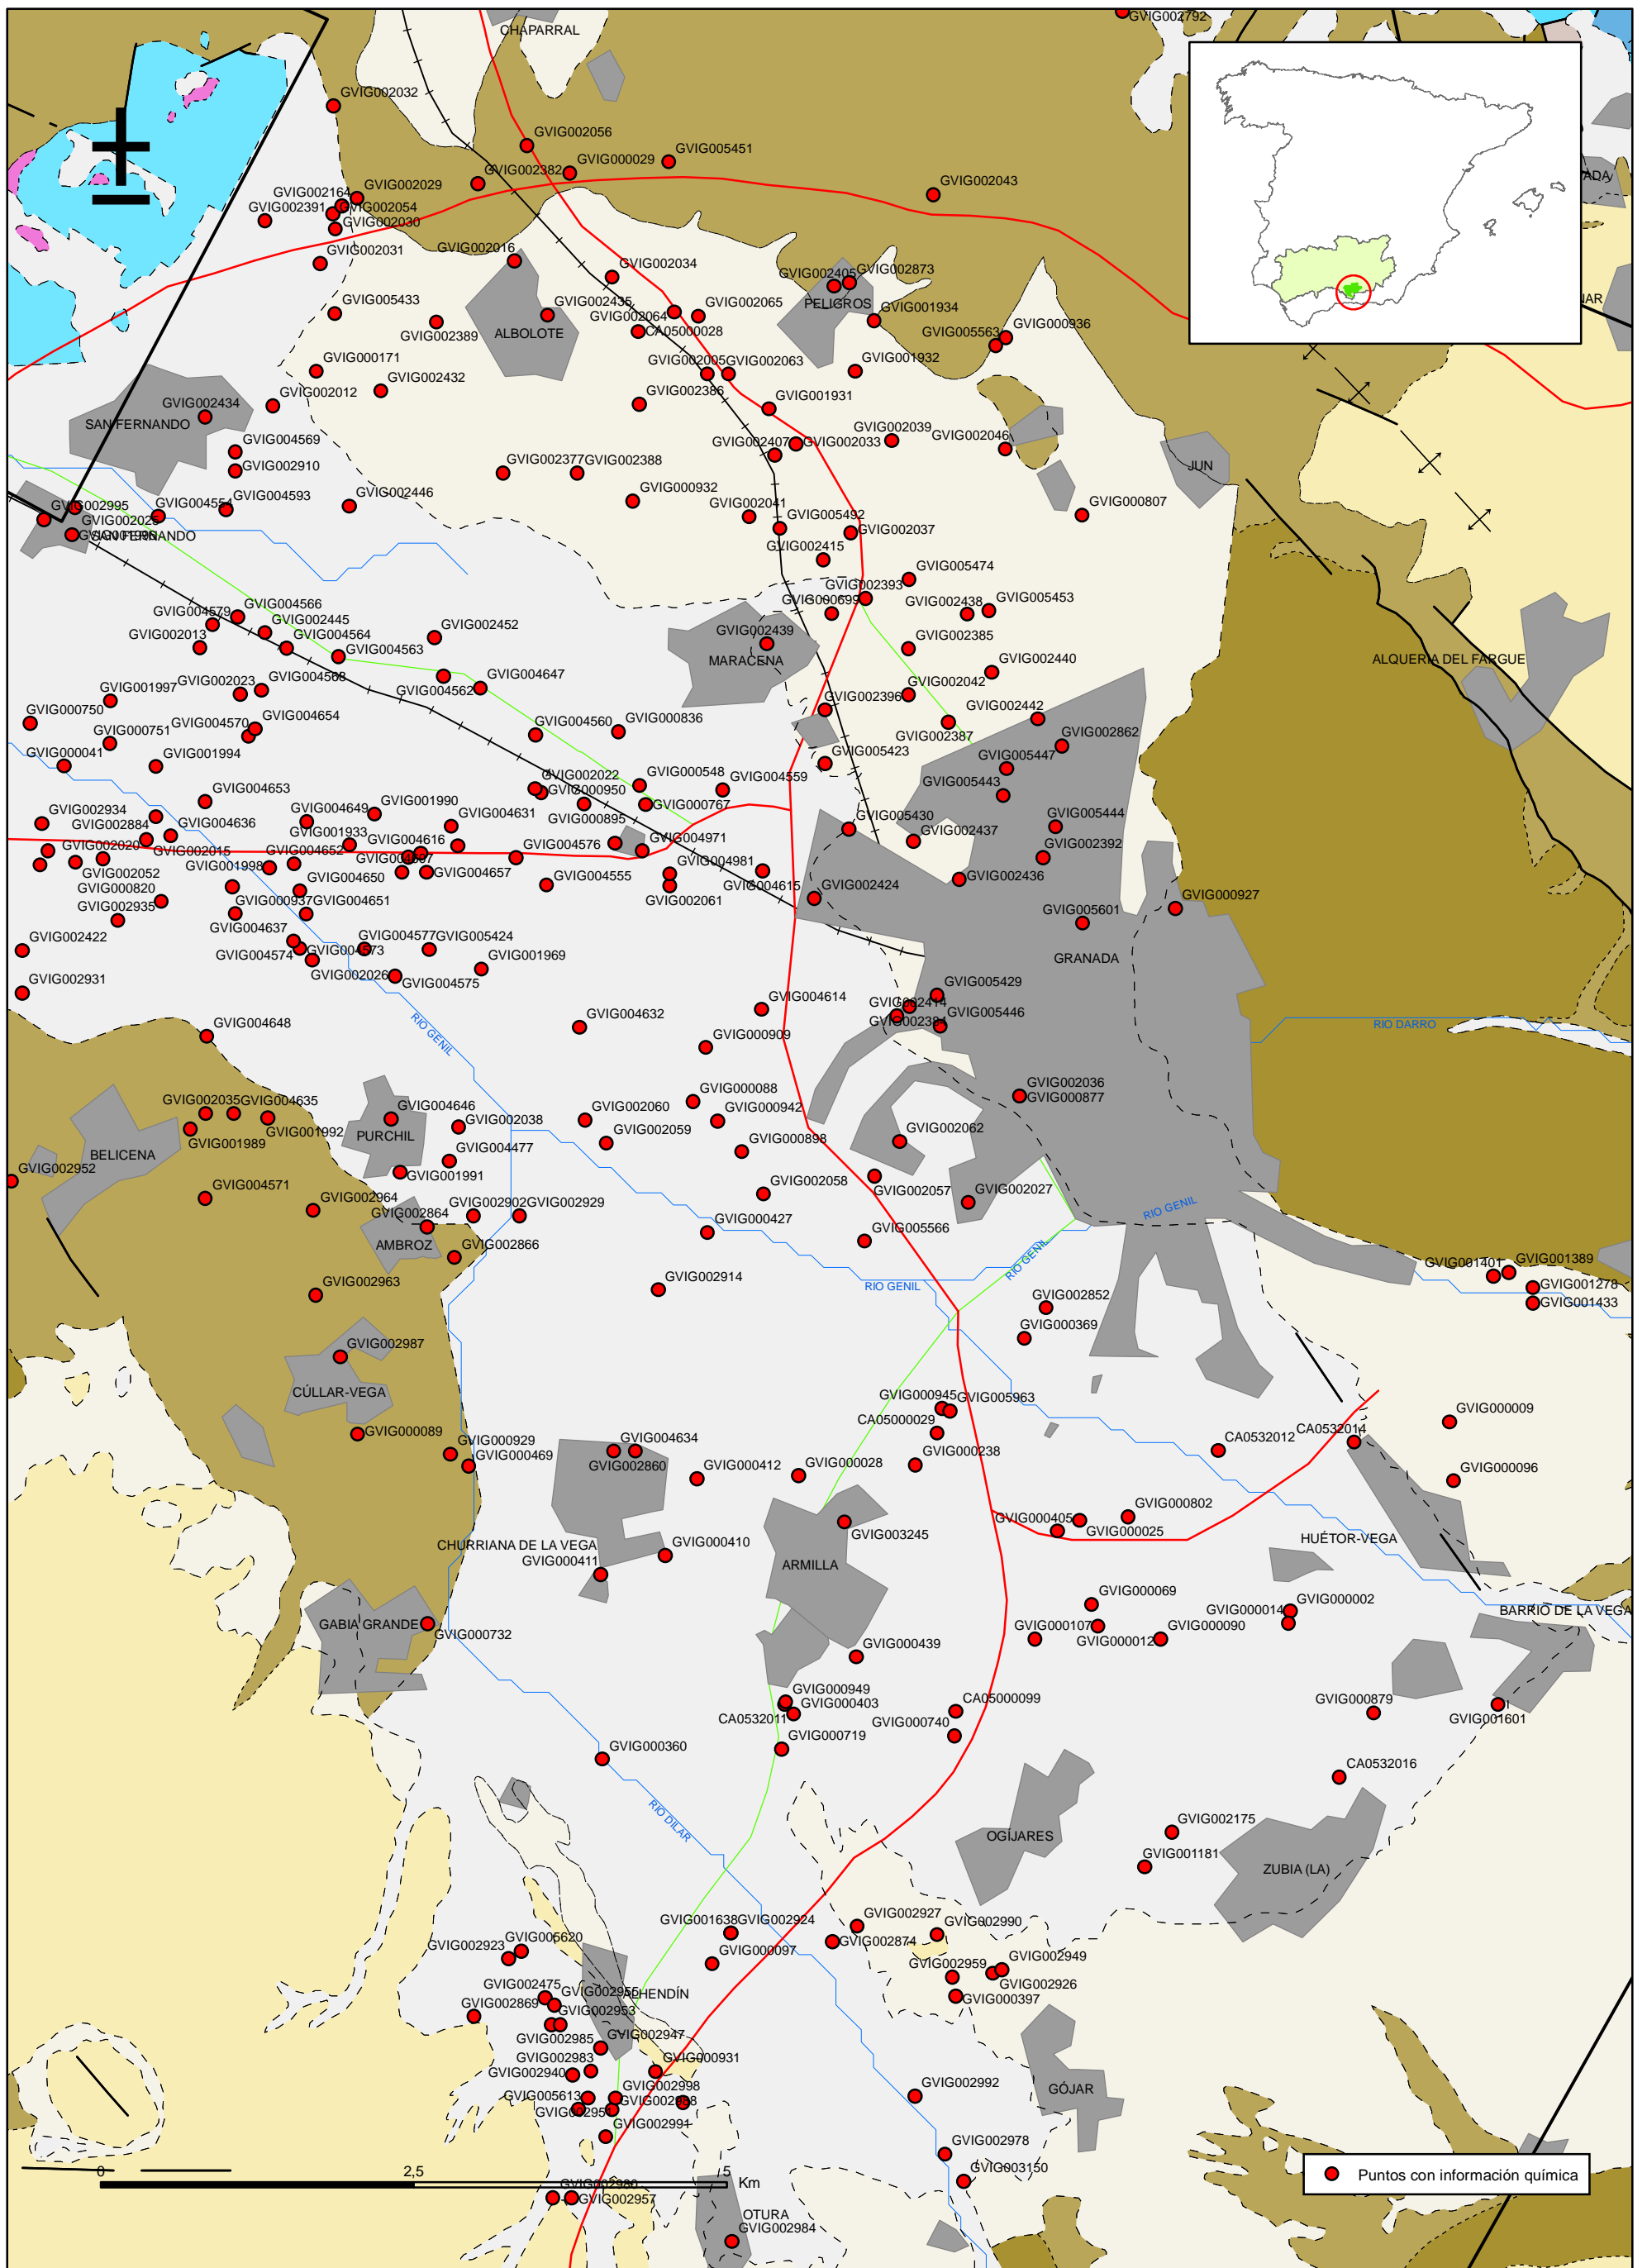 CHAPARRAL
GVIG002792
GVIG002032
GVIG002056
GVIG000029
GVIG005451
GVIG002382
GVIG002043
ADA
GVIG002164
GVIG002029
GVIG002391
GVIG002054
GVIG002030
GVIG002031
GVIG002016
GVIG002034
GVIG002405
GVIG002873
PELIGROS
GVIG001934
GVIG005433
GVIG002389
ALBOLOTE
GVIG002435
GVIG002064
GVIG002065
CA05000028
GVIG005563
GVIG000936
GVIG000171
GVIG002432
GVIG002005
GVIG002063
GVIG001932
GVIG002012
GVIG002434
SAN FERNANDO
GVIG002386
GVIG001931
GVIG002039
GVIG002046
GVIG002407
GVIG002033
GVIG004569
GVIG002910
GVIG002377
GVIG002388
JUN
GVIG004593
GVIG004554
GVIG002446
GVIG000932
GVIG002041
GVIG000807
GVIG002995
GVIG002025
SAN FERNANDO
GVIG005492
GVIG002037
GVIG002415
GVIG005474
GVIG002393
GVIG000699
GVIG002438
GVIG005453
GVIG004566
GVIG004579
GVIG002445
GVIG002013
GVIG004564
GVIG004563
GVIG002452
GVIG002439
MARACENA
GVIG002385
GVIG002440
ALQUERIA DEL FARGUE
GVIG001997
GVIG002023
GVIG004568
GVIG004562
GVIG004647
GVIG002042
GVIG002396
GVIG000750
GVIG000751
GVIG004570
GVIG004654
GVIG004560
GVIG000836
GVIG002387
GVIG002442
GVIG002862
GVIG000041
GVIG001994
GVIG005423
GVIG005447
GVIG005443
GVIG002022
GVIG000950
GVIG000548
GVIG004559
GVIG000767
GVIG000895
GVIG004653
GVIG002934
GVIG002884
GVIG004636
GVIG004649
GVIG001990
GVIG001933
GVIG004616
GVIG004631
GVIG005430
GVIG002437
GVIG005444
GVIG002392
GVIG002020
GVIG002015
GVIG004652
GVIG004576
GVIG004971
GVIG002052
GVIG001998
GVIG004657
GVIG004981
GVIG004615
GVIG002436
GVIG000820
GVIG004650
GVIG004555
GVIG002061
GVIG002424
GVIG000927
GVIG002935
GVIG000937
GVIG004651
GVIG005601
GVIG002422
GVIG004637
GVIG004574
GVIG004573
GVIG004577
GVIG005424
GVIG002026
GVIG004575
GVIG001969
GRANADA
GVIG002931
GVIG005429
GVIG002414
GVIG002384
GVIG005446
GVIG004648
RIO GENIL
GVIG004632
GVIG004614
GVIG000909
RIO DARRO
GVIG002035
GVIG004635
GVIG001989
GVIG001992
GVIG004646
PURCHIL
GVIG002038
GVIG002060
GVIG002059
GVIG000088
GVIG000942
GVIG002036
GVIG000877
BELICENA
GVIG004477
GVIG001991
GVIG000898
GVIG002062
GVIG002952
GVIG004571
GVIG002964
GVIG002902
GVIG002929
GVIG002864
AMBROZ
GVIG002058
GVIG002057
GVIG002027
RIO GENIL
GVIG002866
GVIG000427
GVIG005566
RIO GENIL
RIO GENIL
GVIG002963
GVIG002914
GVIG001401
GVIG001389
GVIG001278
GVIG001433
GVIG002852
GVIG000369
GVIG002987
CÚLLAR-VEGA
GVIG000945
GVIG005963
CA05000029
GVIG000009
GVIG000089
GVIG000929
GVIG000469
GVIG004634
GVIG002860
GVIG000238
CA0532012
CA0532014
GVIG000412
GVIG000028
GVIG000096
GVIG003245
GVIG000405
GVIG000025
GVIG000802
HUÉTOR-VEGA
CHURRIANA DE LA VEGA
GVIG000411
GVIG000410
ARMILLA
GVIG000069
GVIG000002
GVIG000014
BARRIO DE LA VEGA
GABIA GRANDE
GVIG000732
GVIG000107
GVIG000012
GVIG000090
GVIG000439
GVIG000949
GVIG000403
CA0532011
CA05000099
GVIG000740
GVIG000879
GVIG001601
GVIG000719
GVIG000360
CA0532016
RIO DILAR
GVIG002175
OGÍJARES
GVIG001181
ZUBIA (LA)
GVIG001638
GVIG002924
GVIG002927
GVIG002990
GVIG002874
GVIG005620
GVIG002923
GVIG000097
GVIG002959
GVIG002949
GVIG002926
GVIG000397
GVIG002475
GVIG002869
GVIG002953
GVIG002985
GVIG002947
GVIG002983
GVIG000931
GVIG002940
GÓJAR
GVIG005613
GVIG002998
GVIG002951
GVIG002992
GVIG002991
GVIG002978
GVIG003150
0
2,5
5
Km
GVIG002980
GVIG002957
OTURA
GVIG002984
Puntos con información química